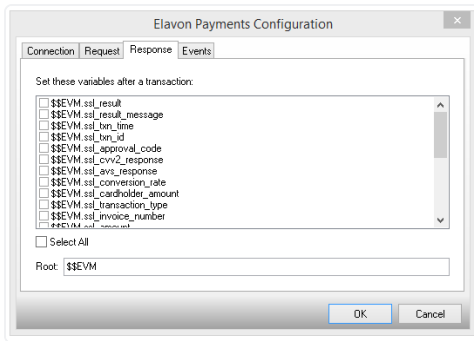 Elavon Payments Configuration
Connection Request Response Events
Set these variables after a transaction:
$$EVM.ssl_result
$$EVM.ssl_result_message
$$EVM.ssl_txn_time
$$EVM.ssl_txn_id
$$EVM.ssl_approval_code
$$EVM.ssl_cvv2_response
$$EVM.ssl_avs_response
$$EVM.ssl_conversion_rate
$$EVM.ssl_cardholder_amount
$$EVM.ssl_transaction_type
$$EVM.ssl_invoice_number
$$EVM.ssl_amount
Select All
Root: $$EVM
OK Cancel